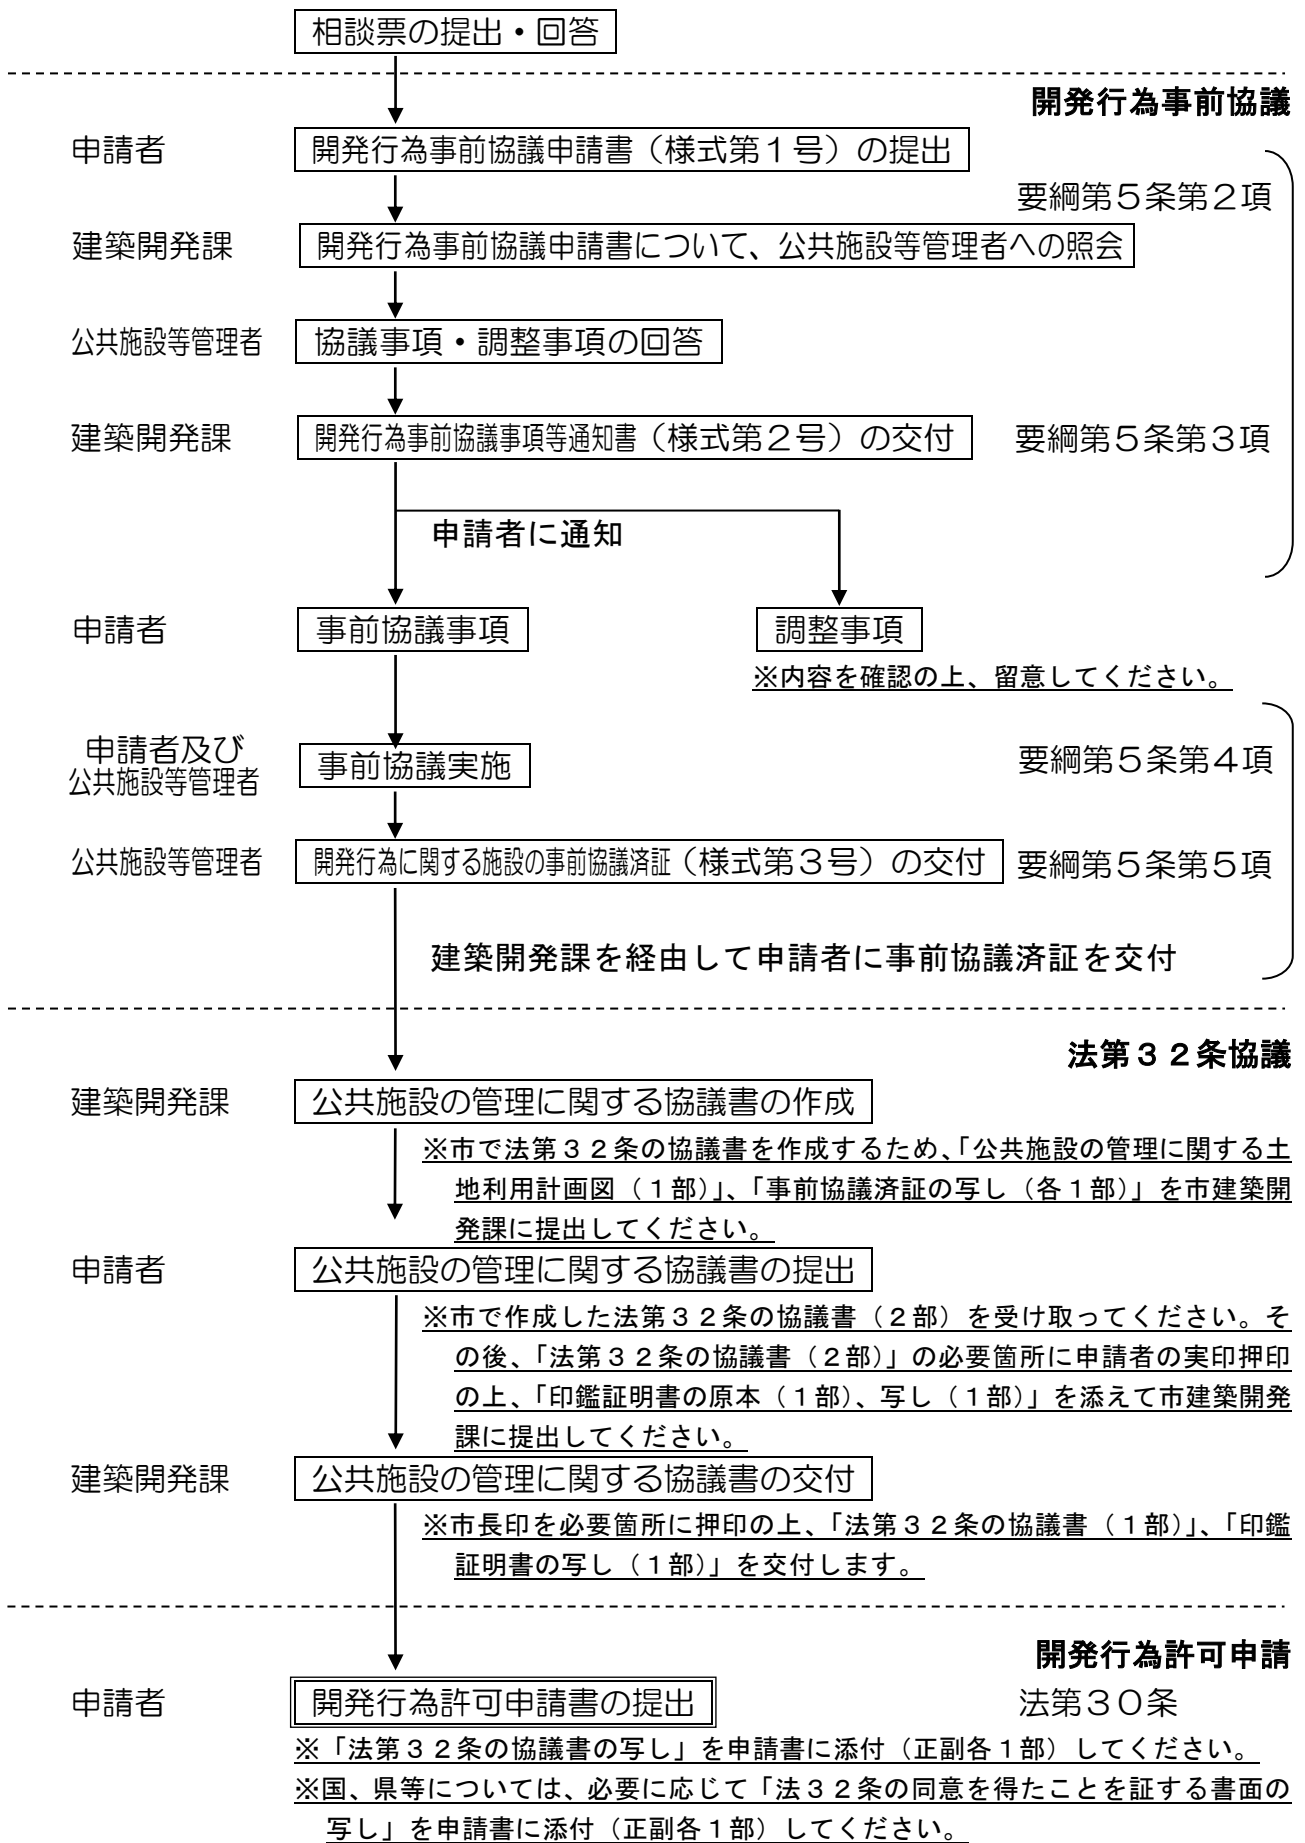 相談票の提出・回答
開発行為事前協議
申請者
開発行為事前協議申請書（様式第１号）の提出
要綱第５条第２項
建築開発課
開発行為事前協議申請書について、公共施設等管理者への照会
公共施設等管理者
協議事項・調整事項の回答
建築開発課
開発行為事前協議事項等通知書（様式第２号）の交付
要綱第５条第３項
申請者に通知
申請者
事前協議事項
調整事項
※内容を確認の上、留意してください。
申請者及び
公共施設等管理者
事前協議実施
要綱第５条第４項
公共施設等管理者
開発行為に関する施設の事前協議済証（様式第３号）の交付
要綱第５条第５項
建築開発課を経由して申請者に事前協議済証を交付
法第３２条協議
建築開発課
公共施設の管理に関する協議書の作成
※市で法第３２条の協議書を作成するため、「公共施設の管理に関する土
地利用計画図（１部）」、「事前協議済証の写し（各１部）」を市建築開
発課に提出してください。
申請者
公共施設の管理に関する協議書の提出
※市で作成した法第３２条の協議書（２部）を受け取ってください。そ
の後、「法第３２条の協議書（２部）」の必要箇所に申請者の実印押印
の上、「印鑑証明書の原本（１部）、写し（１部）」を添えて市建築開発
課に提出してください。
建築開発課
公共施設の管理に関する協議書の交付
※市長印を必要箇所に押印の上、「法第３２条の協議書（１部）」、「印鑑
証明書の写し（１部）」を交付します。
開発行為許可申請
申請者
開発行為許可申請書の提出
法第３０条
※「法第３２条の協議書の写し」を申請書に添付（正副各１部）してください。
※国、県等については、必要に応じて「法３２条の同意を得たことを証する書面の
写し」を申請書に添付（正副各１部）してください。